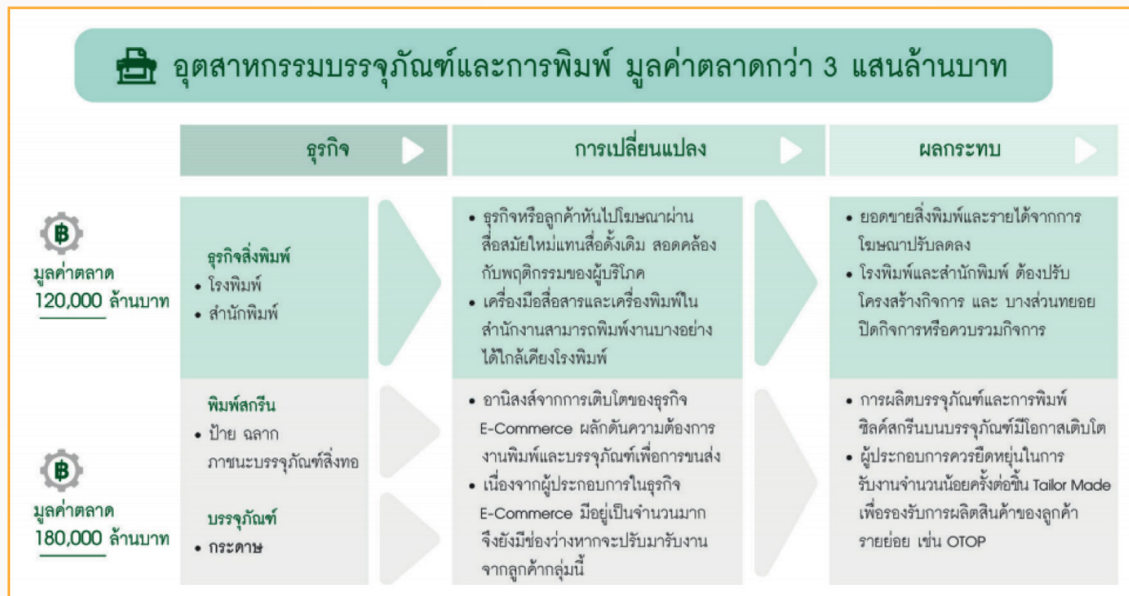 อุตสาหกรรมบรรจุภัณฑ์และการพิมพ์ มูลค่าตลาดกว่า 3 แสนล้านบาท
ธุรกิจ
การเปลี่ยนแปลง
ผลกระทบ
฿
มูลค่าตลาด
120,000 ล้านบาท
ธุรกิจสิ่งพิมพ์
• โรงพิมพ์
• สำนักพิมพ์
• ธุรกิจหรือลูกค้าหันไปโฆษณาผ่าน
สื่อสมัยใหม่แทนสื่อดั้งเดิม สอดคล้อง
กับพฤติกรรมของผู้บริโภค
• เครื่องมือสื่อสารและเครื่องพิมพ์ใน
สำนักงานสามารถพิมพ์งานบางอย่าง
ได้ใกล้เคียงโรงพิมพ์
• ยอดขายสิ่งพิมพ์และรายได้จากการ
โฆษณาปรับลดลง
• โรงพิมพ์และสำนักพิมพ์ ต้องปรับ
โครงสร้างกิจการ และ บางส่วนทยอย
ปิดกิจการหรือควบรวมกิจการ
฿
มูลค่าตลาด
180,000 ล้านบาท
พิมพ์สกรีน
• ป้าย ฉลาก
ภาชนะบรรจุภัณฑ์สิ่งทอ
บรรจุภัณฑ์
• กระดาษ
• อานิสงส์จากการเติบโตของธุรกิจ
E-Commerce ผลักดันความต้องการ
งานพิมพ์และบรรจุภัณฑ์เพื่อการขนส่ง
• เนื่องจากผู้ประกอบการในธุรกิจ
E-Commerce มีอยู่เป็นจำนวนมาก
จึงยังมีช่องว่างหากจะปรับมารับงาน
จากลูกค้ากลุ่มนี้
• การผลิตบรรจุภัณฑ์และการพิมพ์
ซิลค์สกรีนบนบรรจุภัณฑ์มีโอกาสเติบโต
• ผู้ประกอบการควรยืดหยุ่นในการ
รับงานจำนวนน้อยครั้งต่อชิ้น Tailor Made
เพื่อรองรับการผลิตสินค้าของลูกค้า
รายย่อย เช่น OTOP